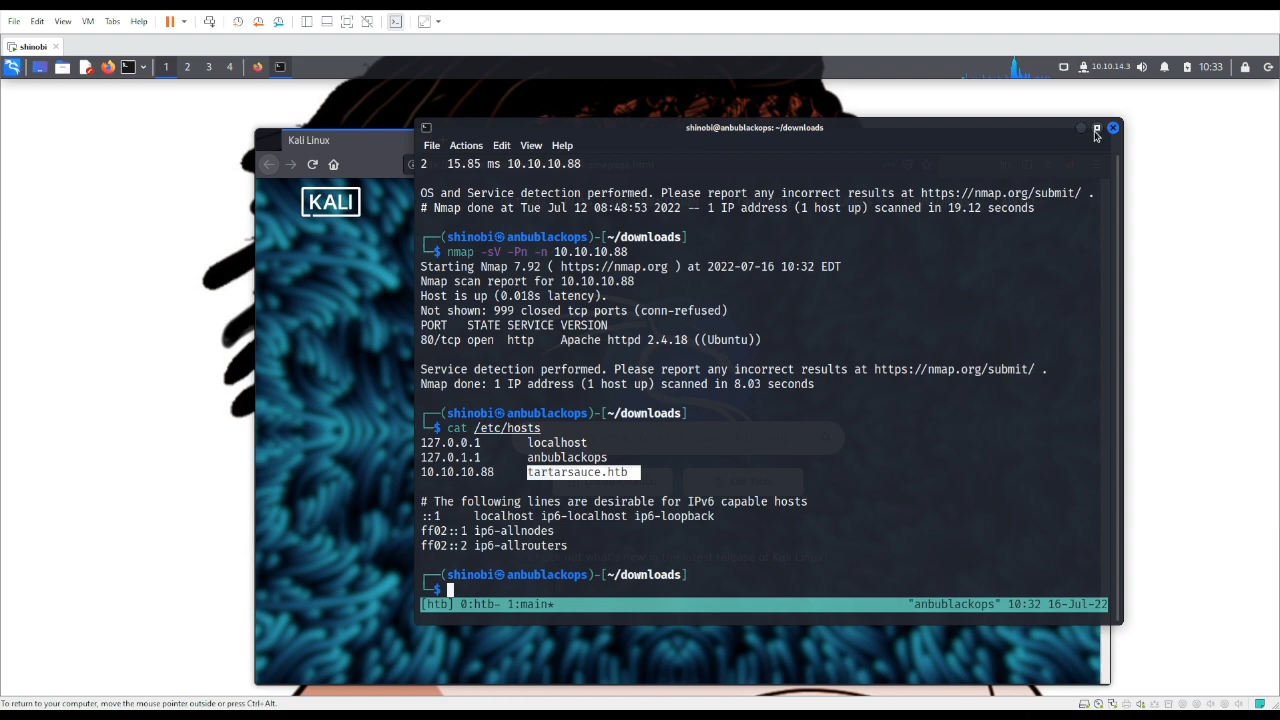 File Edit View VM Tabs Help
shinobi
1 2 3 4 10.10.14.3 10:33
Kali Linux
KALI
shinobi@anbublackops: ~/downloads
File Actions Edit View Help
2 15.85 ms 10.10.10.88
OS and Service detection performed. Please report any incorrect results at https://nmap.org/submit/ .
# Nmap done at Tue Jul 12 08:48:53 2022 -- 1 IP address (1 host up) scanned in 19.12 seconds
┌──(shinobi㉿anbublackops)-[~/downloads]
└─$ nmap -sV -Pn -n 10.10.10.88
Starting Nmap 7.92 ( https://nmap.org ) at 2022-07-16 10:32 EDT
Nmap scan report for 10.10.10.88
Host is up (0.018s latency).
Not shown: 999 closed tcp ports (conn-refused)
PORT STATE SERVICE VERSION
80/tcp open http Apache httpd 2.4.18 ((Ubuntu))
Service detection performed. Please report any incorrect results at https://nmap.org/submit/ .
Nmap done: 1 IP address (1 host up) scanned in 8.03 seconds
┌──(shinobi㉿anbublackops)-[~/downloads]
└─$ cat /etc/hosts
127.0.0.1 localhost
127.0.1.1 anbublackops
10.10.10.88 tartarsauce.htb
# The following lines are desirable for IPv6 capable hosts
::1 localhost ip6-localhost ip6-loopback
ff02::1 ip6-allnodes
ff02::2 ip6-allrouters
┌──(shinobi㉿anbublackops)-[~/downloads]
└─$
[htb] 0:htb- 1:main* "anbublackops" 10:32 16-Jul-22
To return to your computer, move the mouse pointer outside or press Ctrl+Alt.